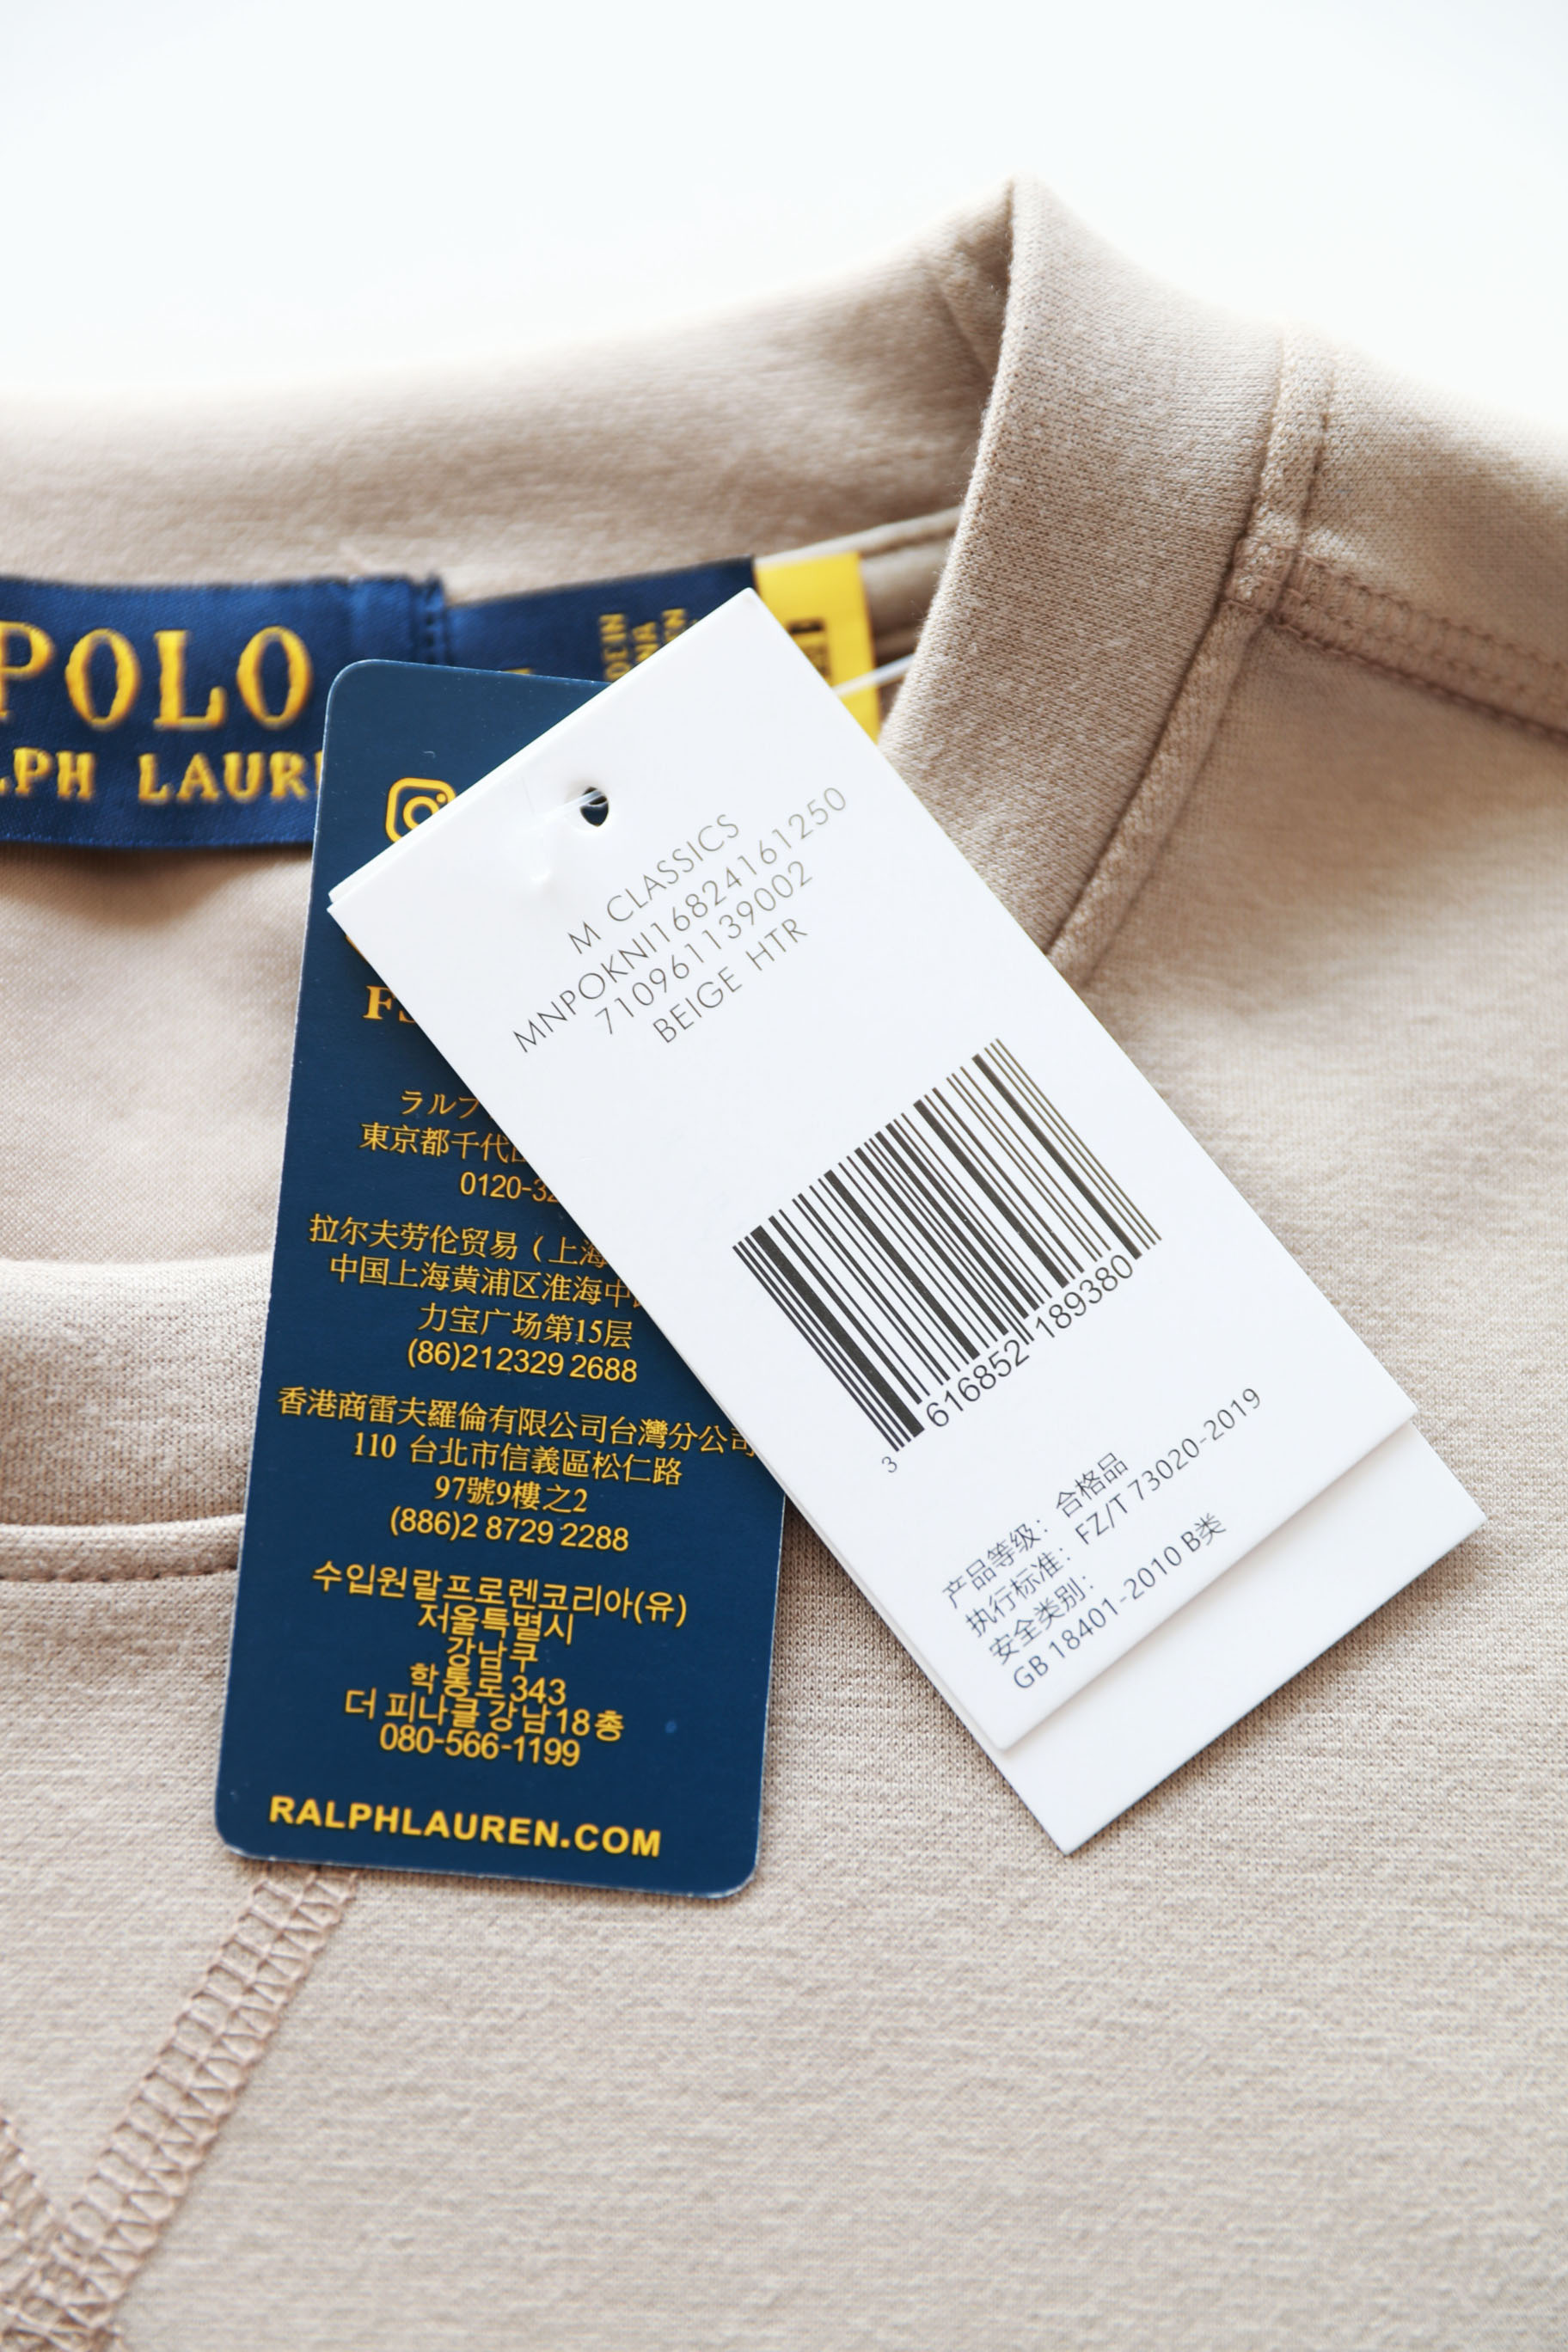 POLO
LAUR
M CLASSICS
MNPOKNI16824161250
710961139002
BEIGE HTR
3 616852 189380
产品等级：合格品
执行标准：FZ/T 73020-2019
安全类别：
GB 18401-2010 B类
ラルフ
東京都千代
0120-32
拉尔夫劳伦贸易（上海
中国上海黄浦区淮海中
力宝广场第15层
(86)212329 2688
香港商雷夫羅倫有限公司台灣分公司
110 台北市信義區松仁路
97號9樓之2
(886)2 8729 2288
수입원랄프로렌코리아(유)
저울특별시
강남쿠
학통로343
더 피나클강남18층
080-566-1199
RALPHLAUREN.COM